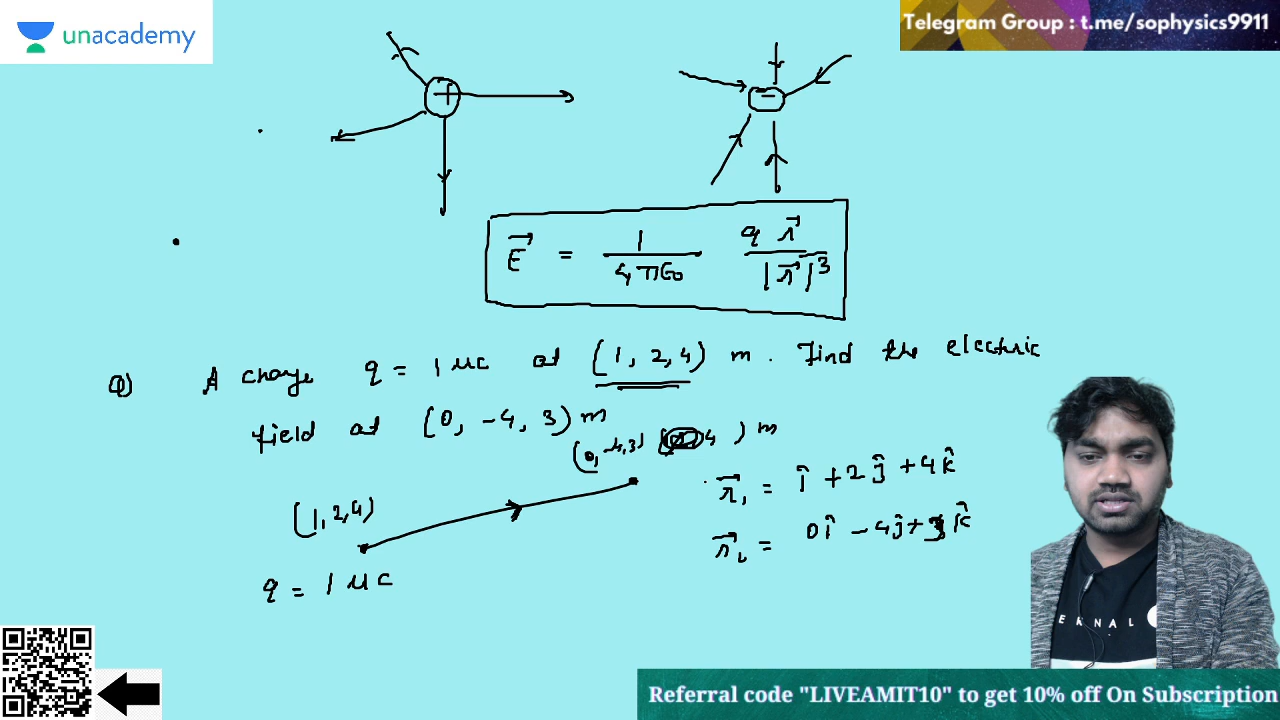 unacademy
Telegram Group : t.me/sophysics9911
+
−
E⃗ = 1/4πϵ₀ q r⃗/|r⃗|³
Q) A charge q = 1 μc at (1, 2, 4) m. Find the electric
field at (0, -4, 3) m
(0, -4, 3) 4 ) m
(1, 2, 4)
q = 1 μc
r⃗₁ = î + 2ĵ + 4k̂
r⃗₂ = 0î − 4ĵ + 3k̂
ERNAL
Referral code "LIVEAMIT10" to get 10% off On Subscription